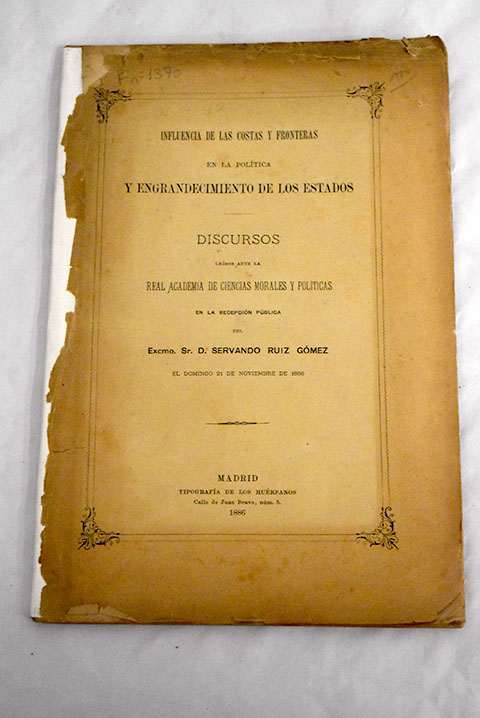 Fnº 1370
INFLUENCIA DE LAS COSTAS Y FRONTERAS
EN LA POLÍTICA
Y ENGRANDECIMIENTO DE LOS ESTADOS
DISCURSOS
LEÍDOS ANTE LA
REAL ACADEMIA DE CIENCIAS MORALES Y POLÍTICAS
EN LA RECEPCIÓN PÚBLICA
DEL
Excmo. Sr. D. SERVANDO RUIZ GÓMEZ
EL DOMINGO 21 DE NOVIEMBRE DE 1886
MADRID
TIPOGRAFÍA DE LOS HUÉRFANOS
Calle de Juan Bravo, núm. 5.
1886